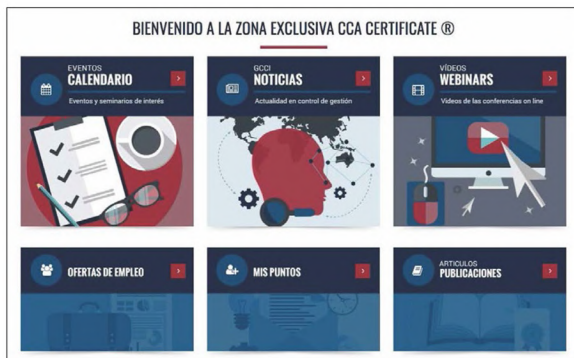 BIENVENIDO A LA ZONA EXCLUSIVA CCA CERTIFICATE ®
EVENTOS
CALENDARIO
Eventos y seminarios de interés
GCCI
NOTICIAS
Actualidad en control de gestión
VÍDEOS
WEBINARS
Vídeos de las conferencias on line
OFERTAS DE EMPLEO
MIS PUNTOS
ARTICULOS
PUBLICACIONES